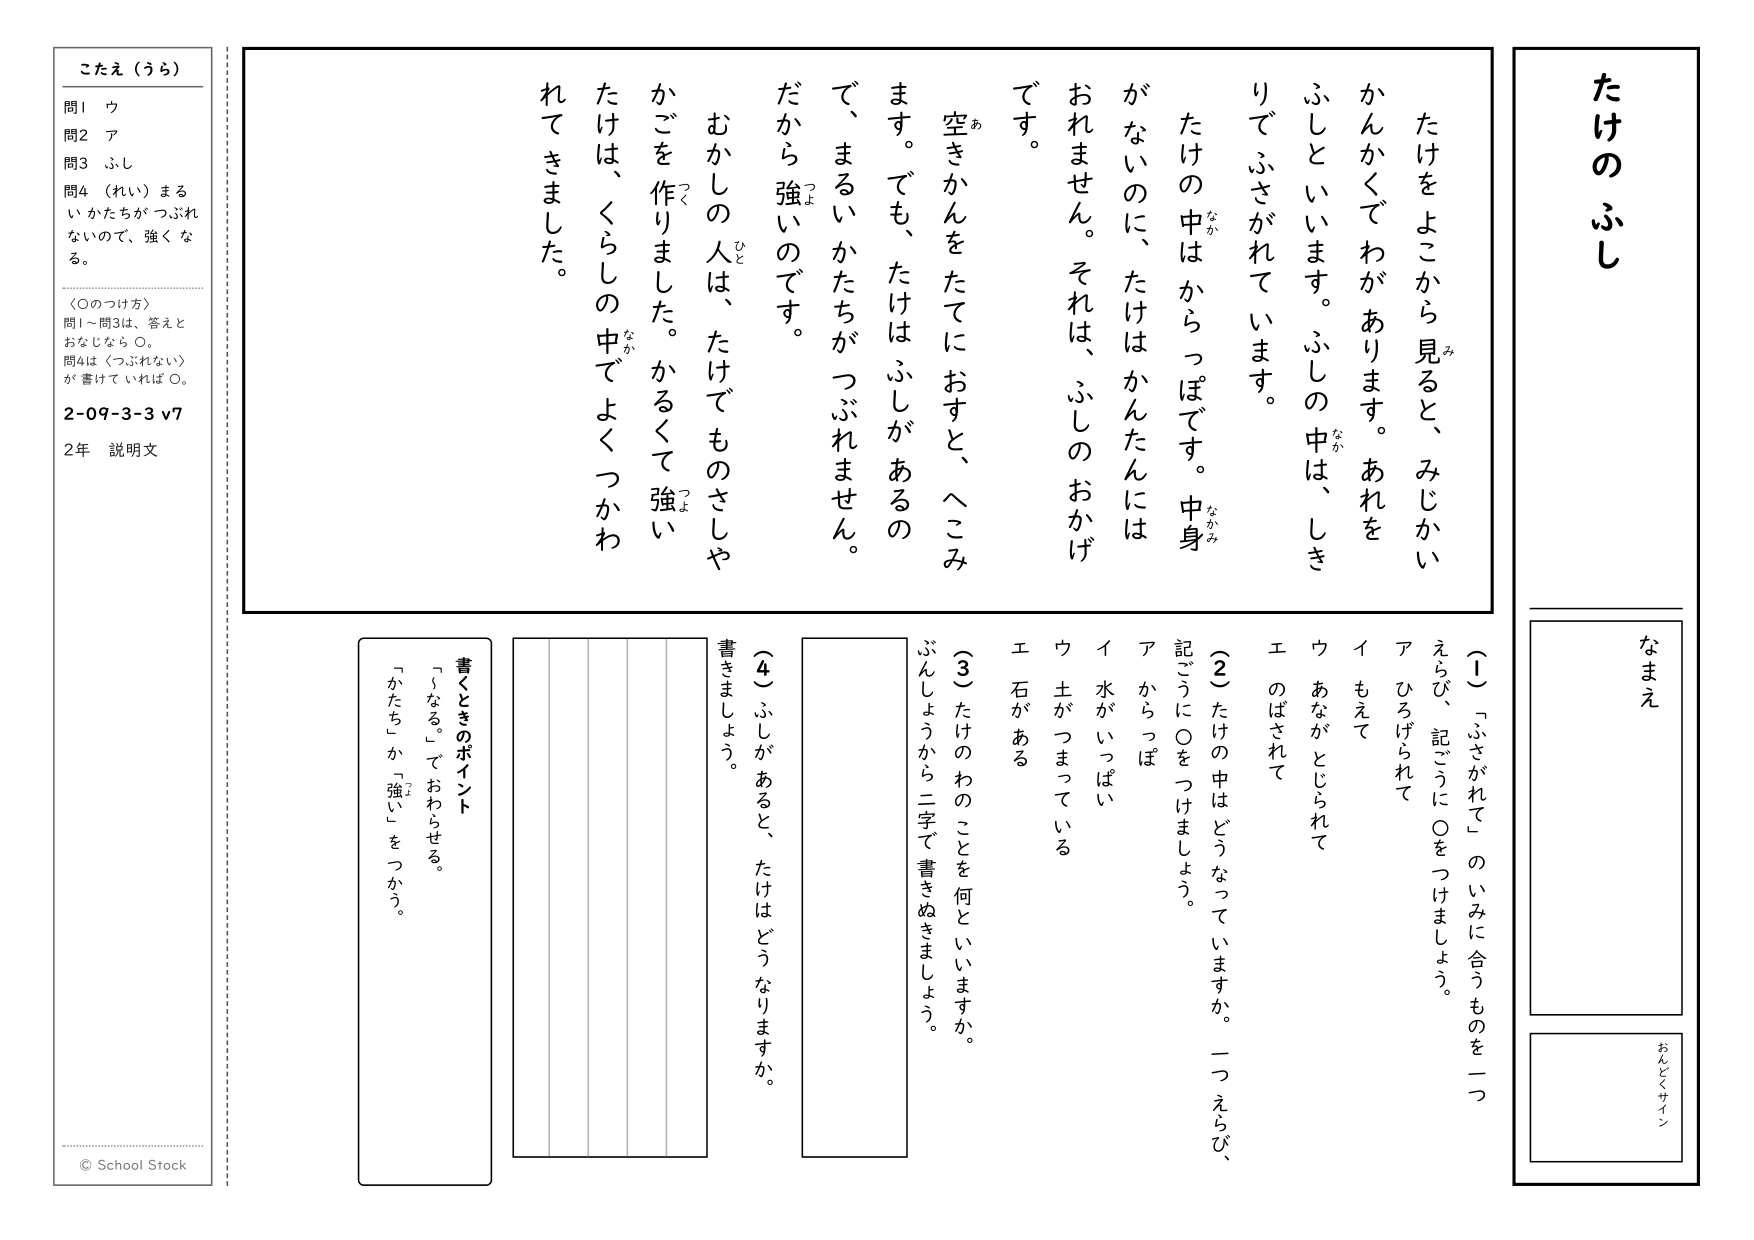 たけの ふし
なまえ
おんどくサイン
たけを よこから 見ると、みじかい
かんかくで わが あります。あれを
ふしと いいます。ふしの 中は、しき
りで ふさがれて います。
たけの 中は からっぽです。中身
が ないのに、たけは かんたんには
おれません。それは、ふしの おかげ
です。
空きかんを たてに おすと、へこみ
ます。でも、たけは ふしが あるの
で、まるい かたちが つぶれません。
だから 強いのです。
むかしの 人は、たけで ものさしや
かごを 作りました。かるくて 強い
たけは、くらしの 中で よく つかわ
れて きました。
(1)「ふさがれて」の いみに 合う ものを 一つ
えらび、記ごうに ○を つけましょう。
ア ひろげられて
イ もえて
ウ あなが とじられて
エ のばされて
(2)たけの 中は どう なって いますか。一つ えらび、
記ごうに ○を つけましょう。
ア からっぽ
イ 水が いっぱい
ウ 土が つまって いる
エ 石が ある
(3)たけの わの ことを 何と いいますか。
ぶんしょうから 二字で 書きぬきましょう。
(4)ふしが あると、たけは どう なりますか。
書きましょう。
書くときのポイント
「〜なる。」で おわらせる。
「かたち」か「強い」を つかう。
こたえ（うら）
問1 ウ
問2 ア
問3 ふし
問4 （れい）まる
い かたちが つぶれ
ないので、強く な
る。
〈○のつけ方〉
問1〜問3は、答えと
おなじなら ○。
問4は〈つぶれない〉
が 書けて いれば ○。
2-09-3-3 v7
2年 説明文
© School Stock